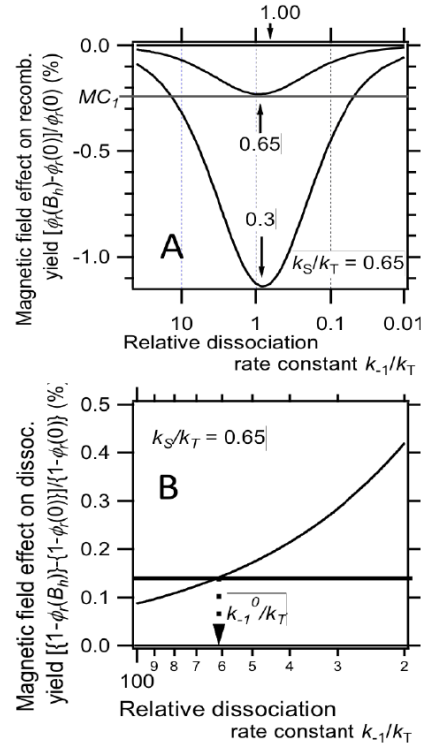 1.00
0.0
MC1
-0.5
-1.0
0.65
0.3
A
kS/kT = 0.65
10
1
0.1
0.01
Magnetic field effect on recomb.
yield [ϕr(Bh)-ϕr(0)]/ϕr(0) (%)
Relative dissociation
rate constant k-1/kT
0.5
0.4
0.3
0.2
0.1
0.0
kS/kT = 0.65
B
k-1^0/kT
100
9
8
7
6
5
4
3
2
Magnetic field effect on dissoc.
yield [{1-ϕr(Bh)}-{1-ϕr(0)}]/{1-ϕr(0)} (%)
Relative dissociation
rate constant k-1/kT